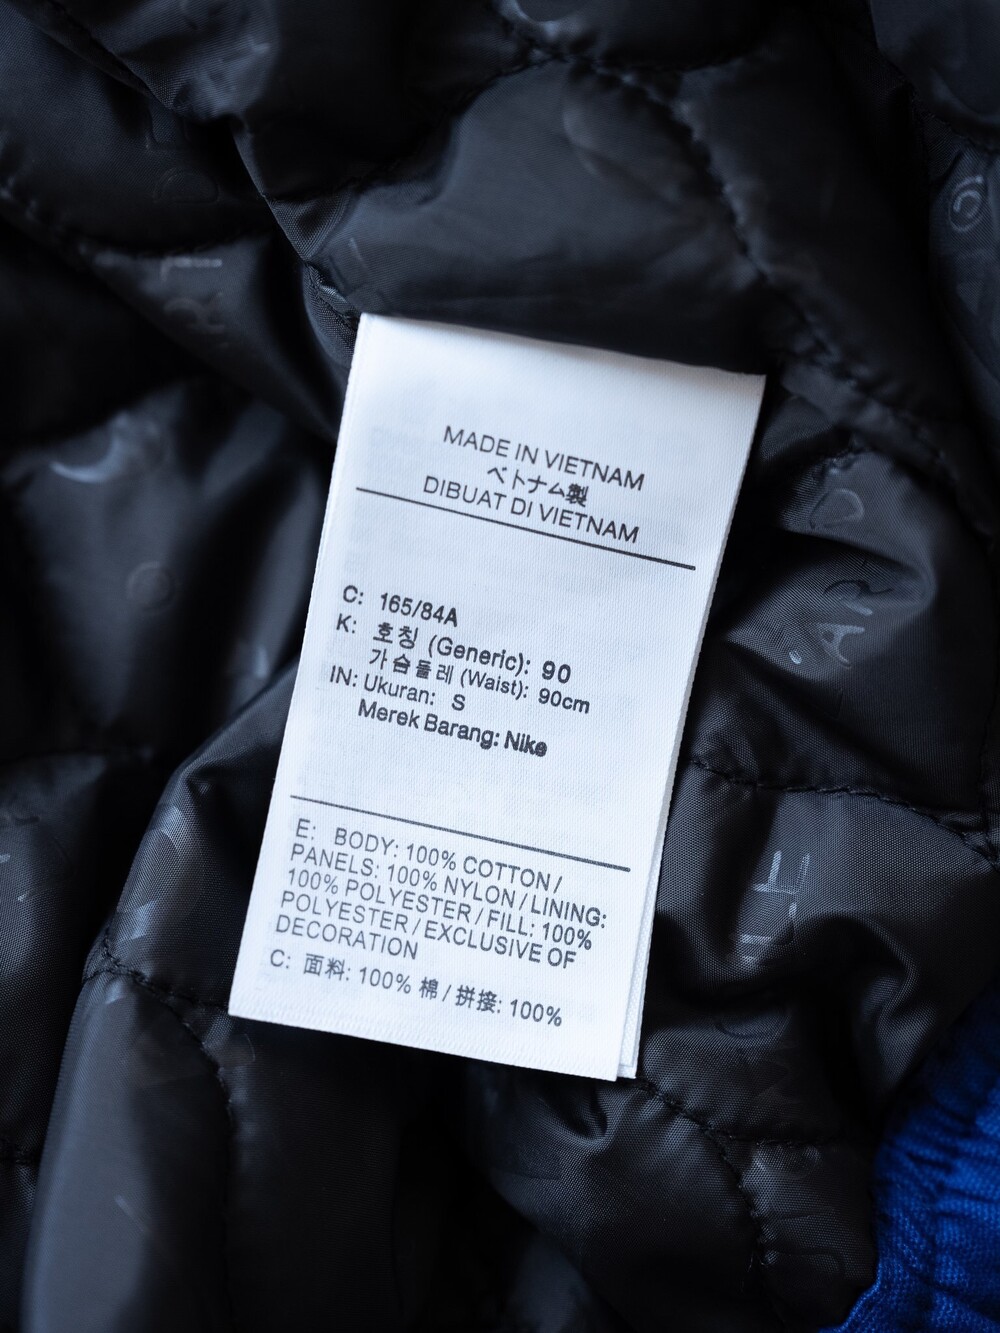 MADE IN VIETNAM
ベトナム製
DIBUAT DI VIETNAM
C: 165/84A
K: 호칭 (Generic): 90
가슴둘레 (Waist): 90cm
IN: Ukuran: S
Merek Barang: Nike
E: BODY: 100% COTTON /
PANELS: 100% NYLON / LINING:
100% POLYESTER / FILL: 100%
POLYESTER / EXCLUSIVE OF
DECORATION
C: 面料: 100% 棉 / 拼接: 100%